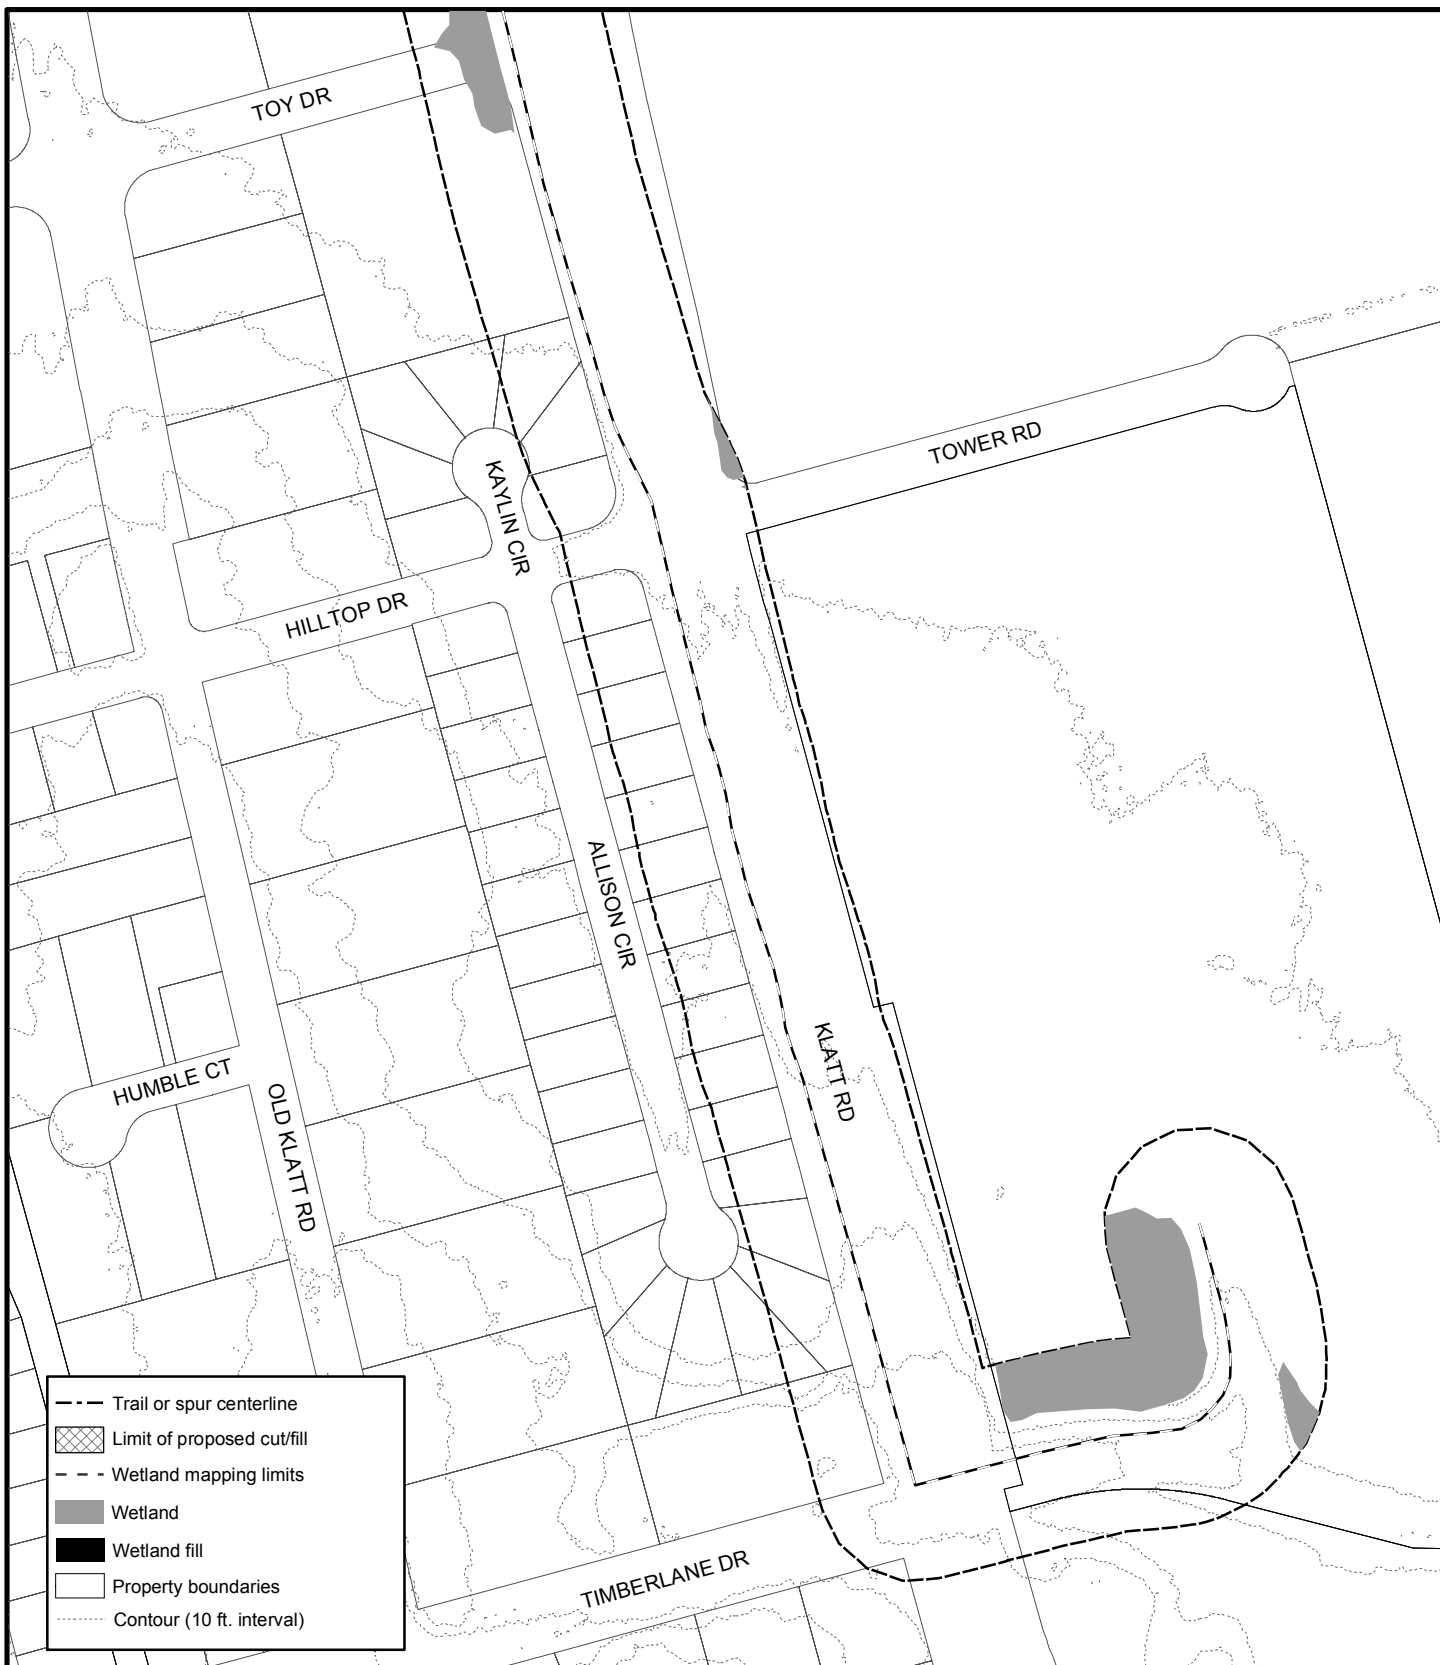 TOY DR
TOWER RD
KAYLIN CIR
HILLTOP DR
ALLISON CIR
KLATT RD
HUMBLE CT
OLD KLATT RD
TIMBERLANE DR
Trail or spur centerline
Limit of proposed cut/fill
Wetland mapping limits
Wetland
Wetland fill
Property boundaries
Contour (10 ft. interval)